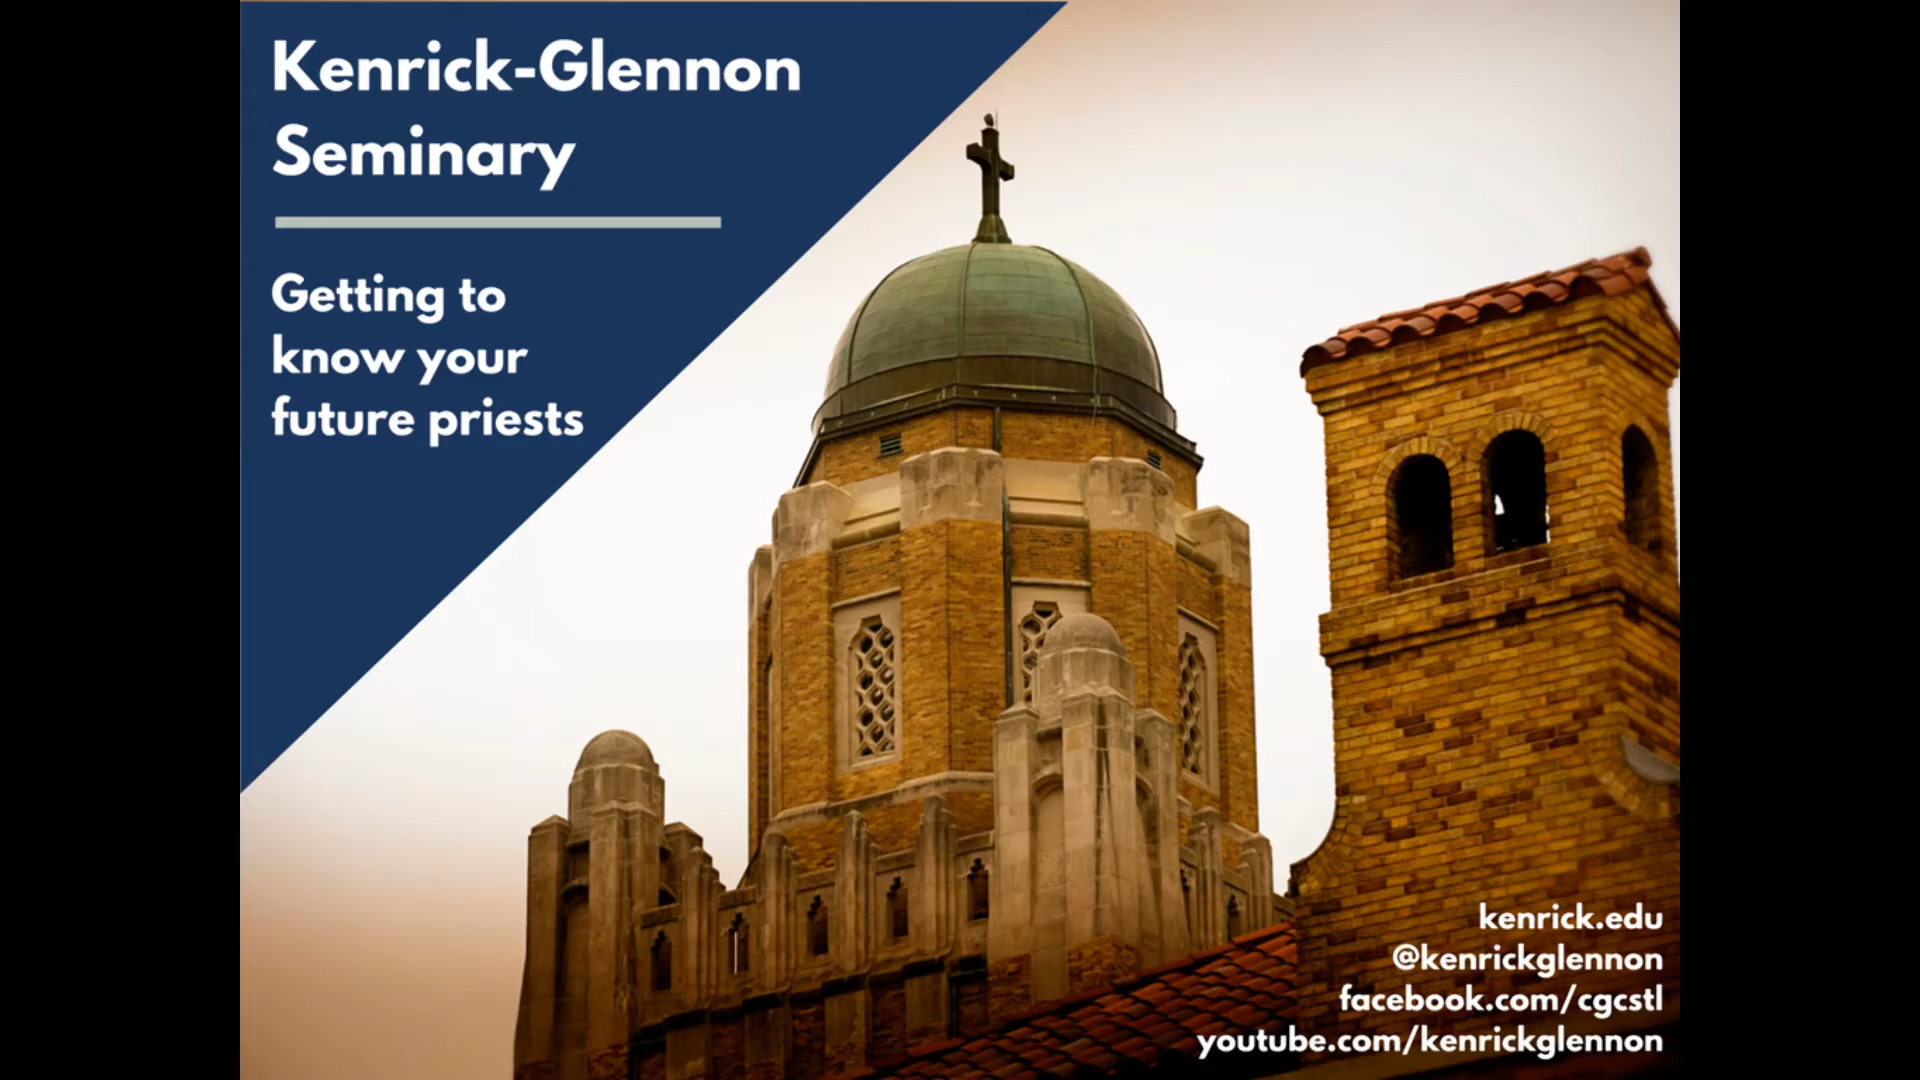 Kenrick-Glennon
Seminary
Getting to
know your
future priests
kenrick.edu
@kenrickglennon
facebook.com/cgcstl
youtube.com/kenrickglennon